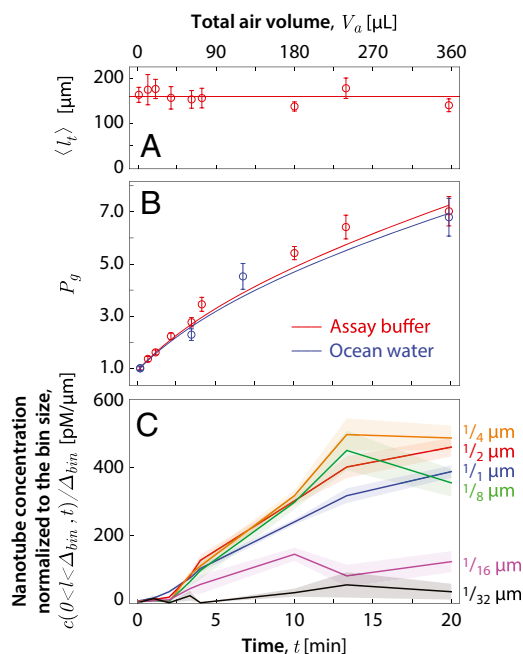 Total air volume, V_a [μL]
0 90 180 270 360
⟨l_t⟩ [μm]
200
100
0
A
B
P_g
7.0
5.0
3.0
1.0
Assay buffer
Ocean water
C
Nanotube concentration
normalized to the bin size,
c(0<l<Δ_bin, t)/Δ_bin [pM/μm]
600
400
200
0
1/4 μm
1/2 μm
1/1 μm
1/8 μm
1/16 μm
1/32 μm
0 5 10 15 20
Time, t [min]